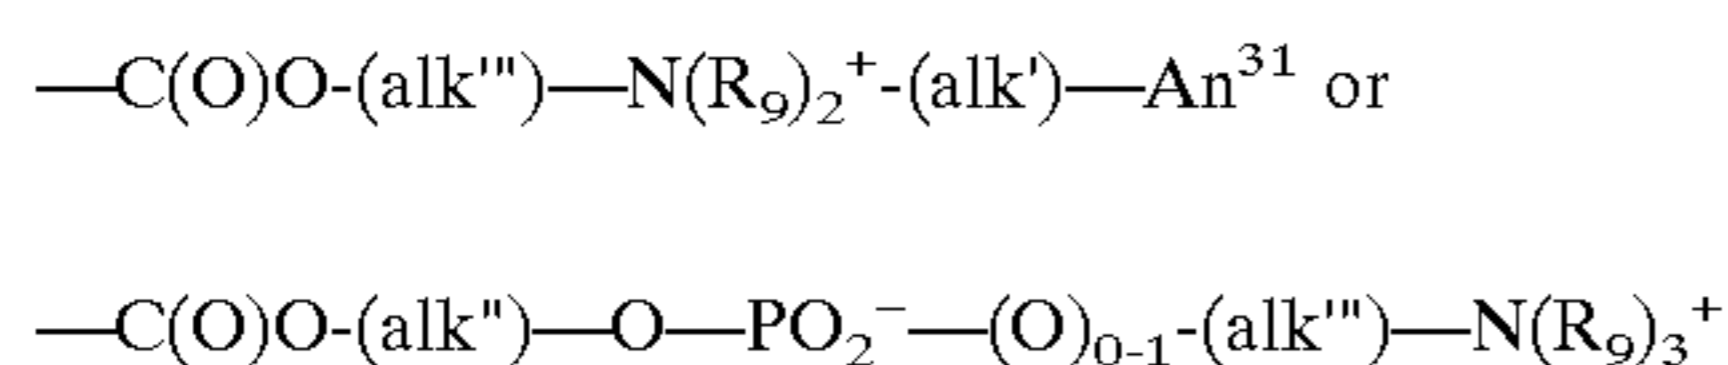 —C(O)O-(alk''')—N(R₉)₂⁺-(alk')—An³¹ or
—C(O)O-(alk'')—O—PO₂⁻—(O)₀₋₁-(alk''')—N(R₉)₃⁺